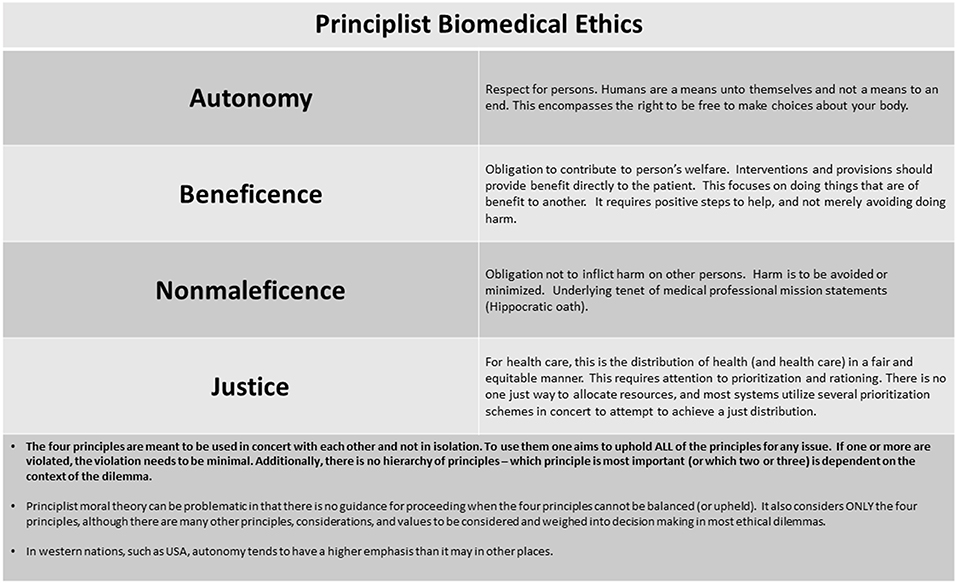 Principlist Biomedical Ethics
Autonomy
Respect for persons. Humans are a means unto themselves and not a means to an
end. This encompasses the right to be free to make choices about your body.
Beneficence
Obligation to contribute to person's welfare. Interventions and provisions should
provide benefit directly to the patient. This focuses on doing things that are of
benefit to another. It requires positive steps to help, and not merely avoiding doing
harm.
Nonmaleficence
Obligation not to inflict harm on other persons. Harm is to be avoided or
minimized. Underlying tenet of medical professional mission statements
(Hippocratic oath).
Justice
For health care, this is the distribution of health (and health care) in a fair and
equitable manner. This requires attention to prioritization and rationing. There is no
one just way to allocate resources, and most systems utilize several prioritization
schemes in concert to attempt to achieve a just distribution.
• The four principles are meant to be used in concert with each other and not in isolation. To use them one aims to uphold ALL of the principles for any issue. If one or more are
violated, the violation needs to be minimal. Additionally, there is no hierarchy of principles – which principle is most important (or which two or three) is dependent on the
context of the dilemma.
• Principlist moral theory can be problematic in that there is no guidance for proceeding when the four principles cannot be balanced (or upheld). It also considers ONLY the four
principles, although there are many other principles, considerations, and values to be considered and weighed into decision making in most ethical dilemmas.
• In western nations, such as USA, autonomy tends to have a higher emphasis than it may in other places.